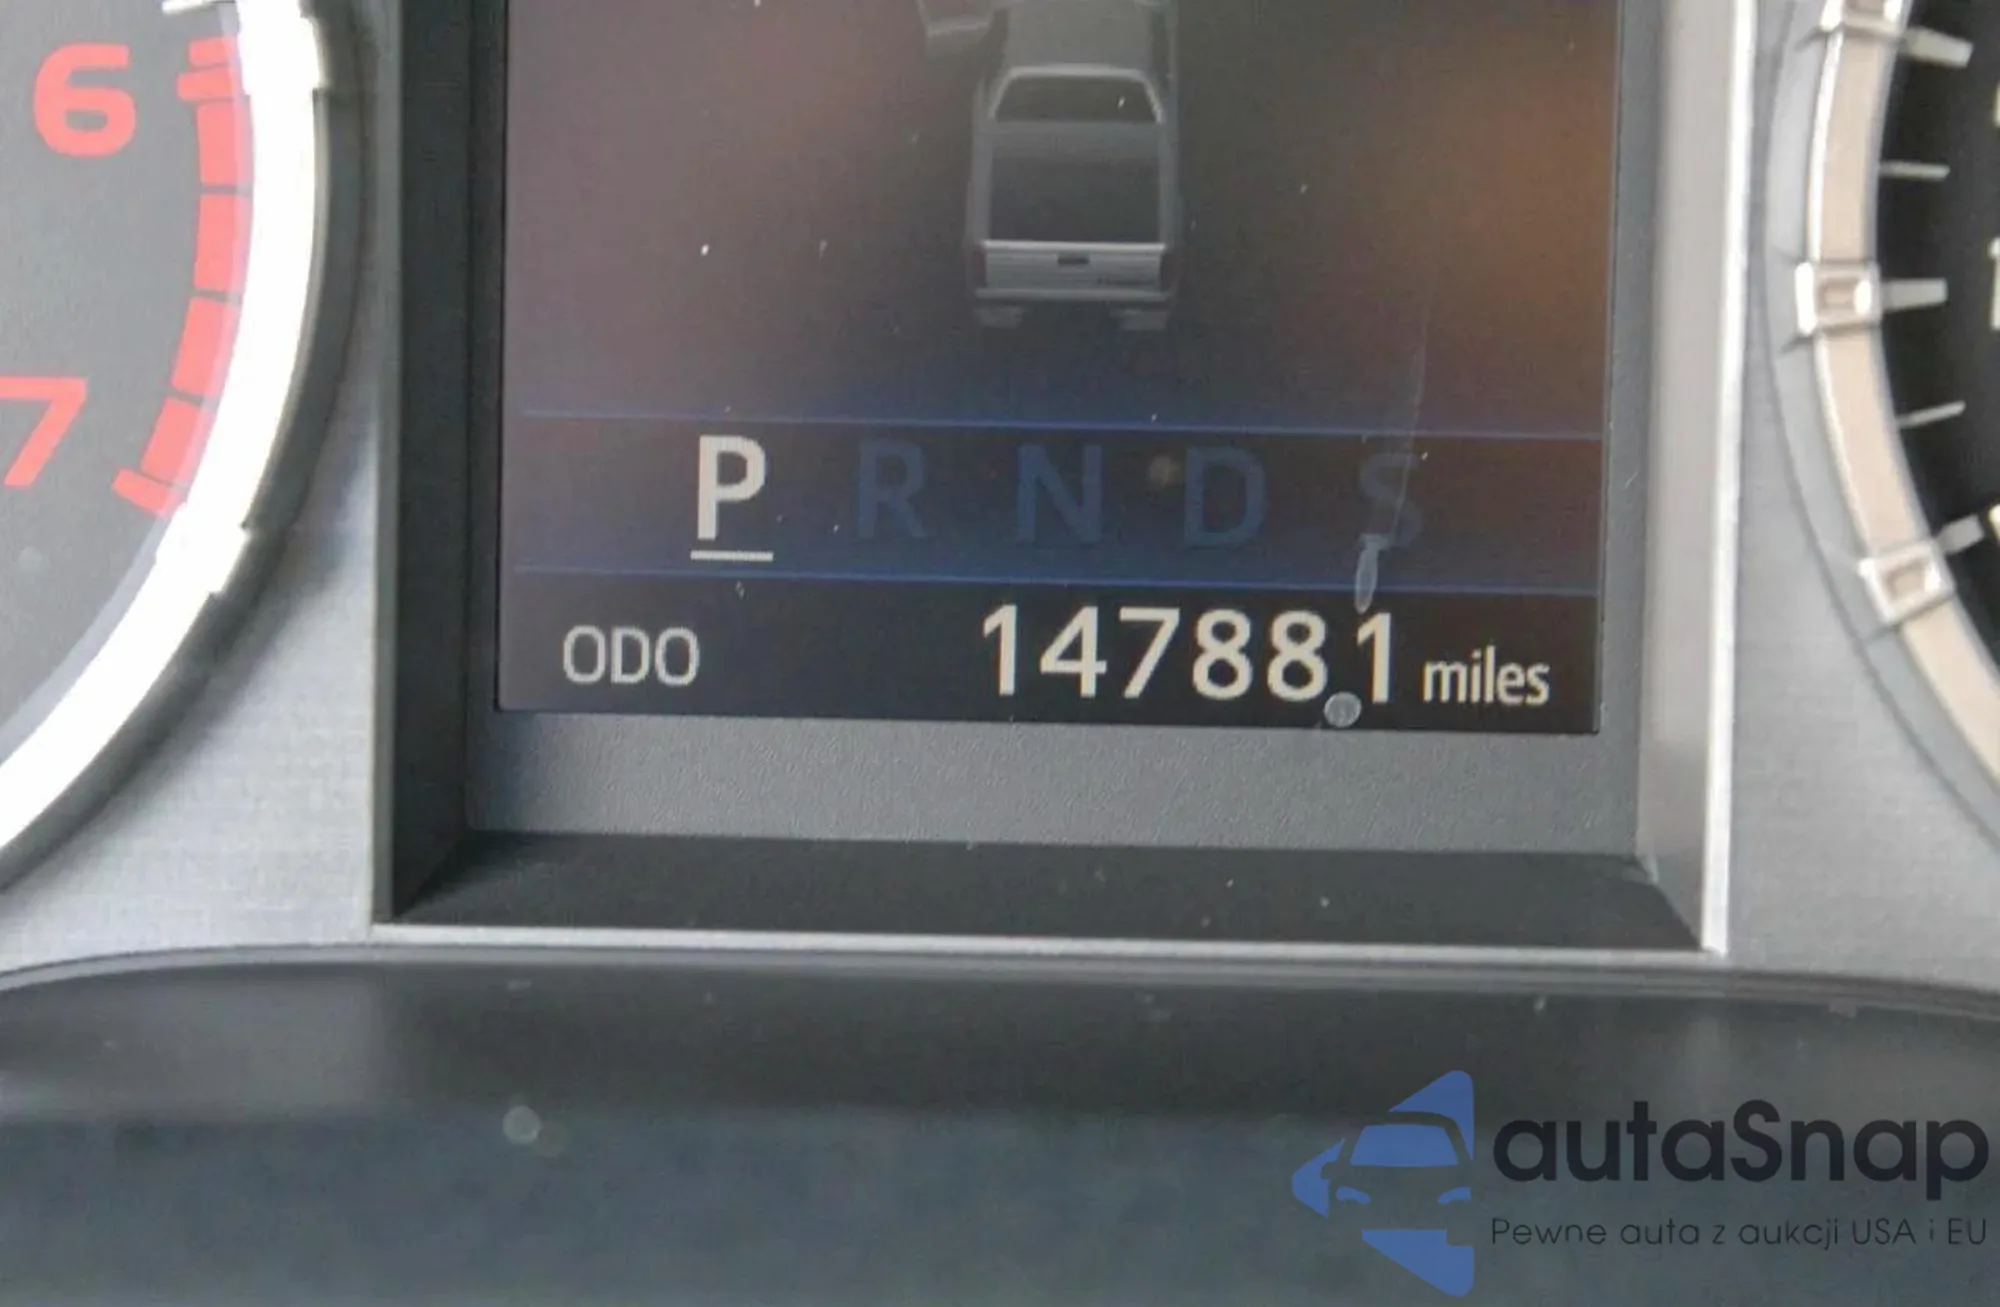 6
7
P R N D S
ODO 147881 miles
autaSnap
Pewne auta z aukcji USA i EU